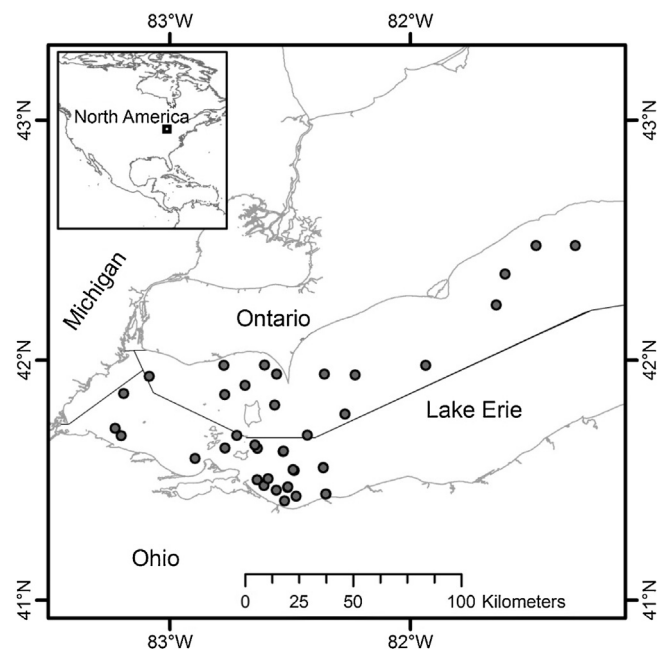 83°W 82°W
North America
43°N 43°N
Michigan
Ontario
42°N 42°N
Lake Erie
Ohio
41°N 41°N
0 25 50 100 Kilometers
83°W 82°W